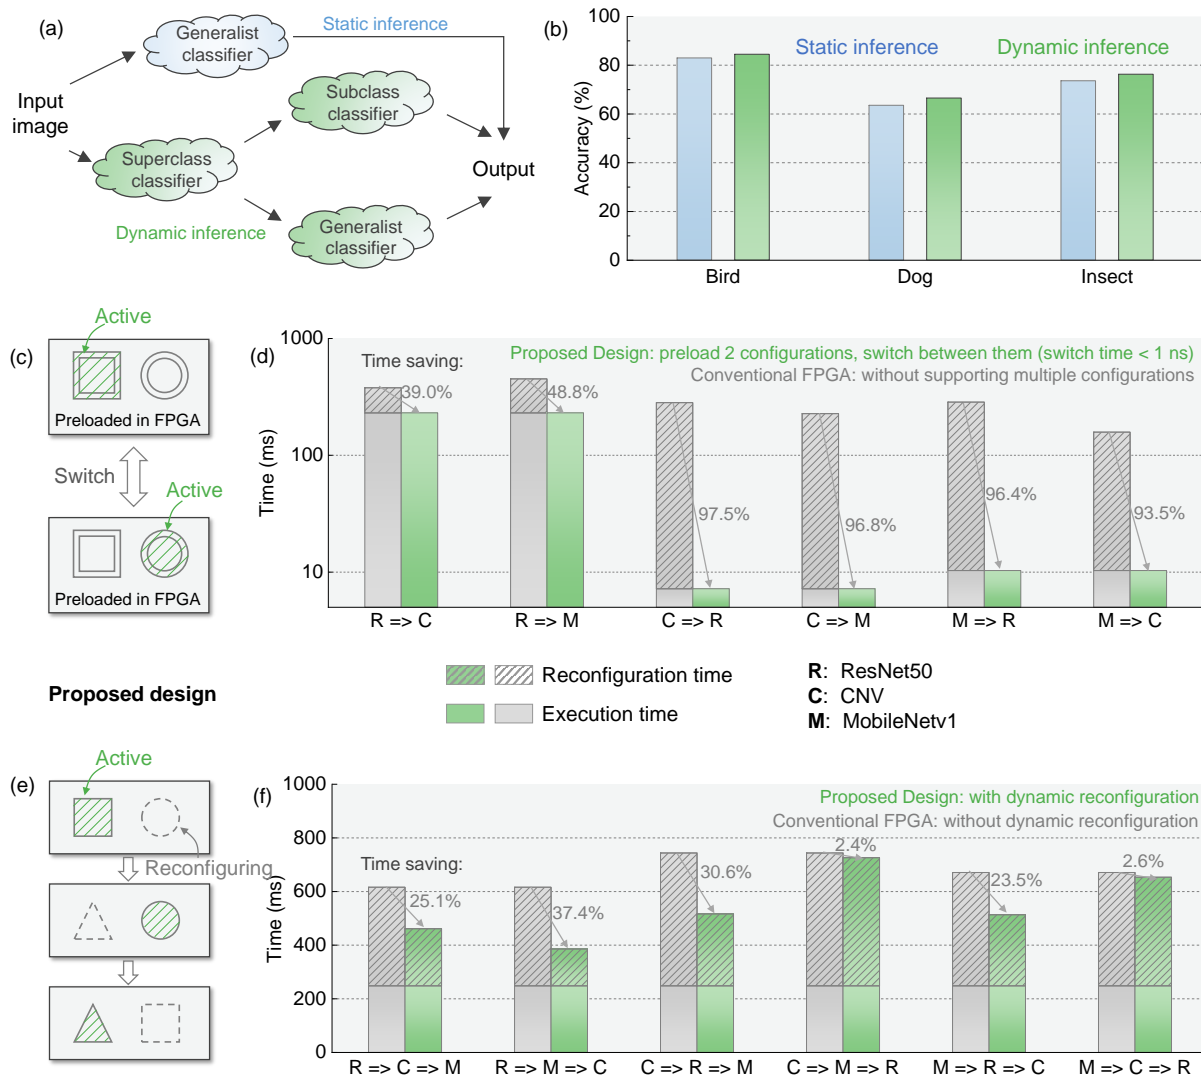 (a)
Generalist
classifier
Static inference
Input
image
Subclass
classifier
Superclass
classifier
Output
Dynamic inference
Generalist
classifier
(b)
Accuracy (%)
100
80
60
40
20
0
Static inference
Dynamic inference
Bird
Dog
Insect
(c)
Active
Preloaded in FPGA
Switch
Active
Preloaded in FPGA
(d)
Time (ms)
1000
100
10
Time saving:
Proposed Design: preload 2 configurations, switch between them (switch time < 1 ns)
Conventional FPGA: without supporting multiple configurations
39.0%
48.8%
97.5%
96.8%
96.4%
93.5%
R => C
R => M
C => R
C => M
M => R
M => C
Reconfiguration time
Execution time
R: ResNet50
C: CNV
M: MobileNetv1
Proposed design
(e)
Active
Reconfiguring
(f)
Time (ms)
1000
800
600
400
200
0
Proposed Design: with dynamic reconfiguration
Conventional FPGA: without dynamic reconfiguration
Time saving:
25.1%
37.4%
30.6%
2.4%
23.5%
2.6%
R => C => M
R => M => C
C => R => M
C => M => R
M => R => C
M => C => R